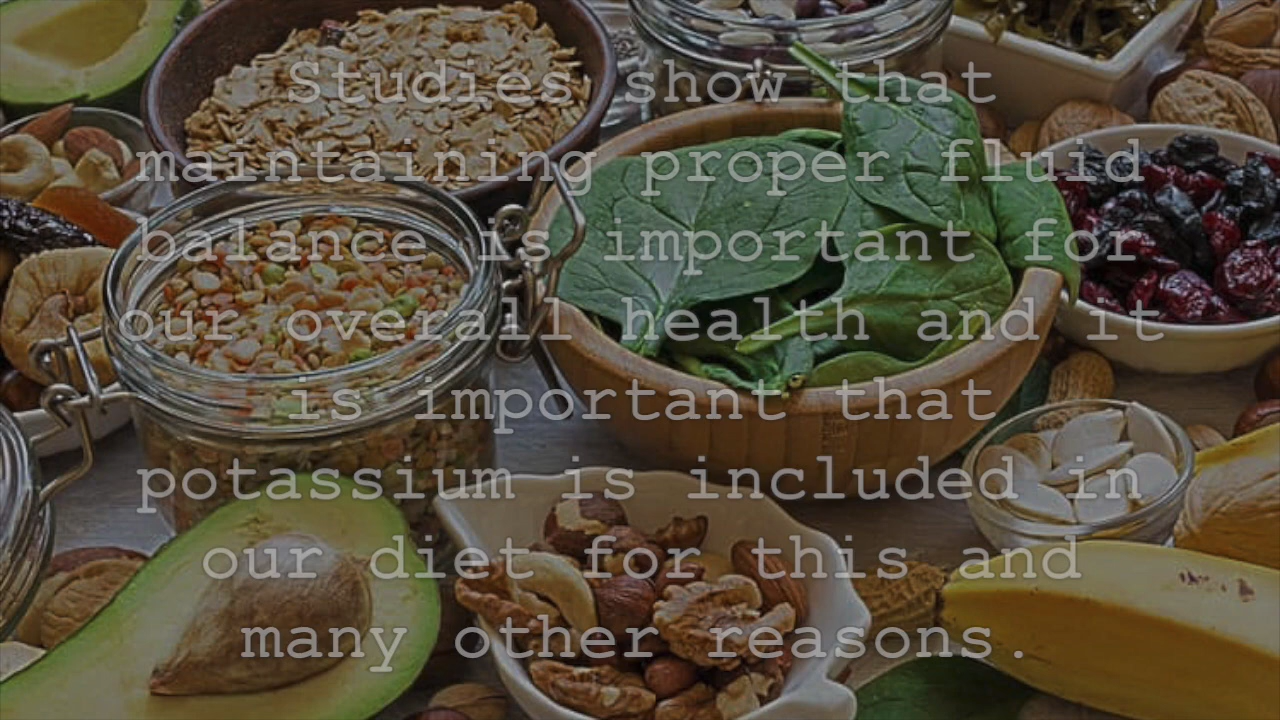 Studies show that
maintaining proper fluid
balance is important for
our overall health and it
is important that
potassium is included in
our diet for this and
many other reasons.